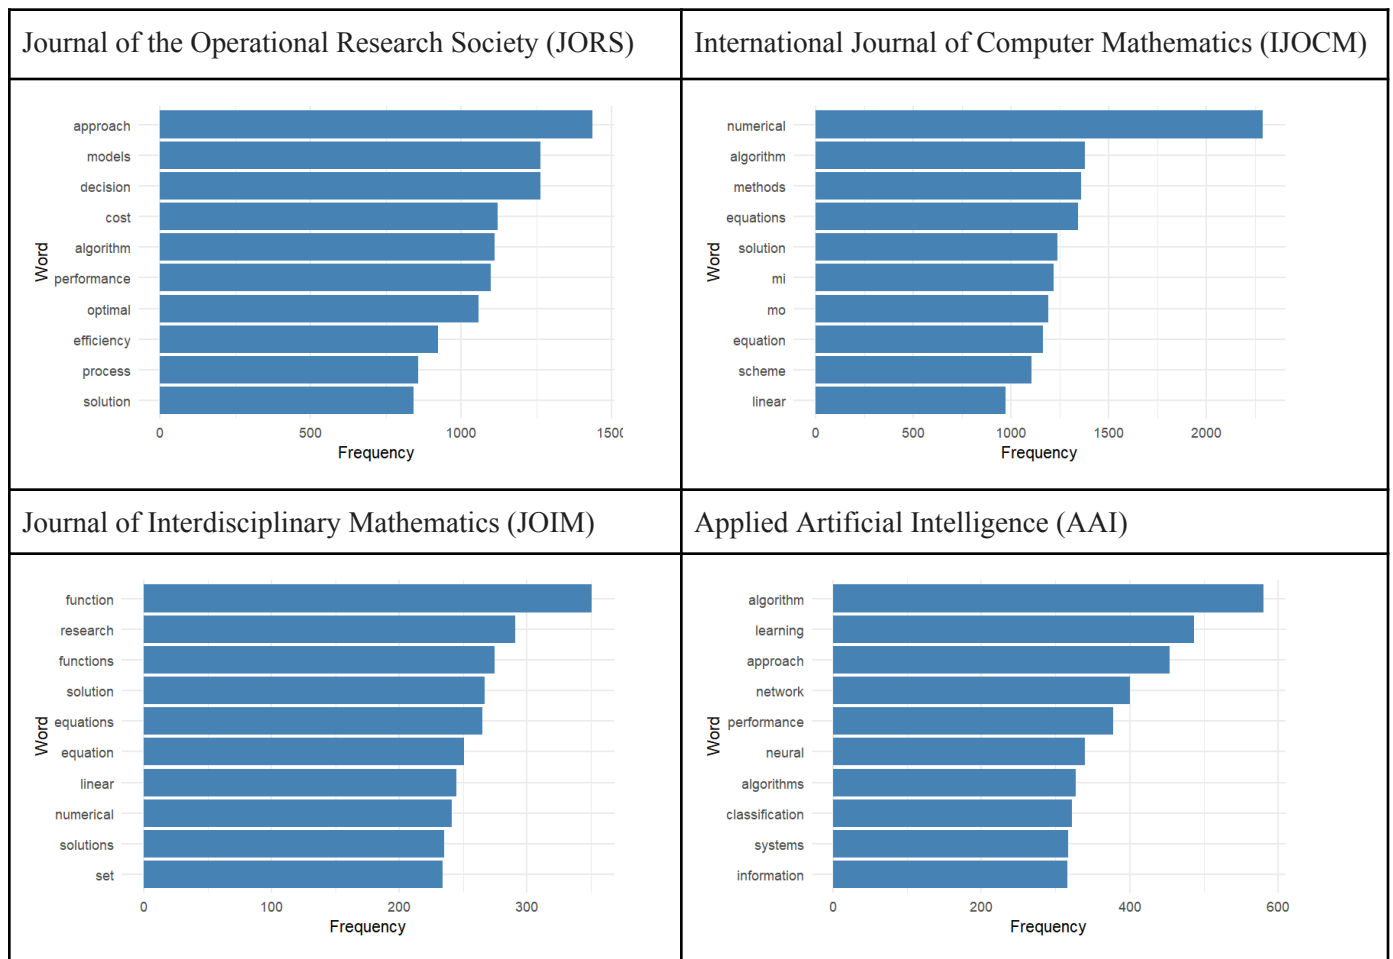 Journal of the Operational Research Society (JORS)
International Journal of Computer Mathematics (IJOCM)
Word
approach
models
decision
cost
algorithm
performance
optimal
efficiency
process
solution
0 500 1000 1500
Frequency
Word
numerical
algorithm
methods
equations
solution
mi
mo
equation
scheme
linear
0 500 1000 1500 2000
Frequency
Journal of Interdisciplinary Mathematics (JOIM)
Applied Artificial Intelligence (AAI)
Word
function
research
functions
solution
equations
equation
linear
numerical
solutions
set
0 100 200 300
Frequency
Word
algorithm
learning
approach
network
performance
neural
algorithms
classification
systems
information
0 200 400 600
Frequency